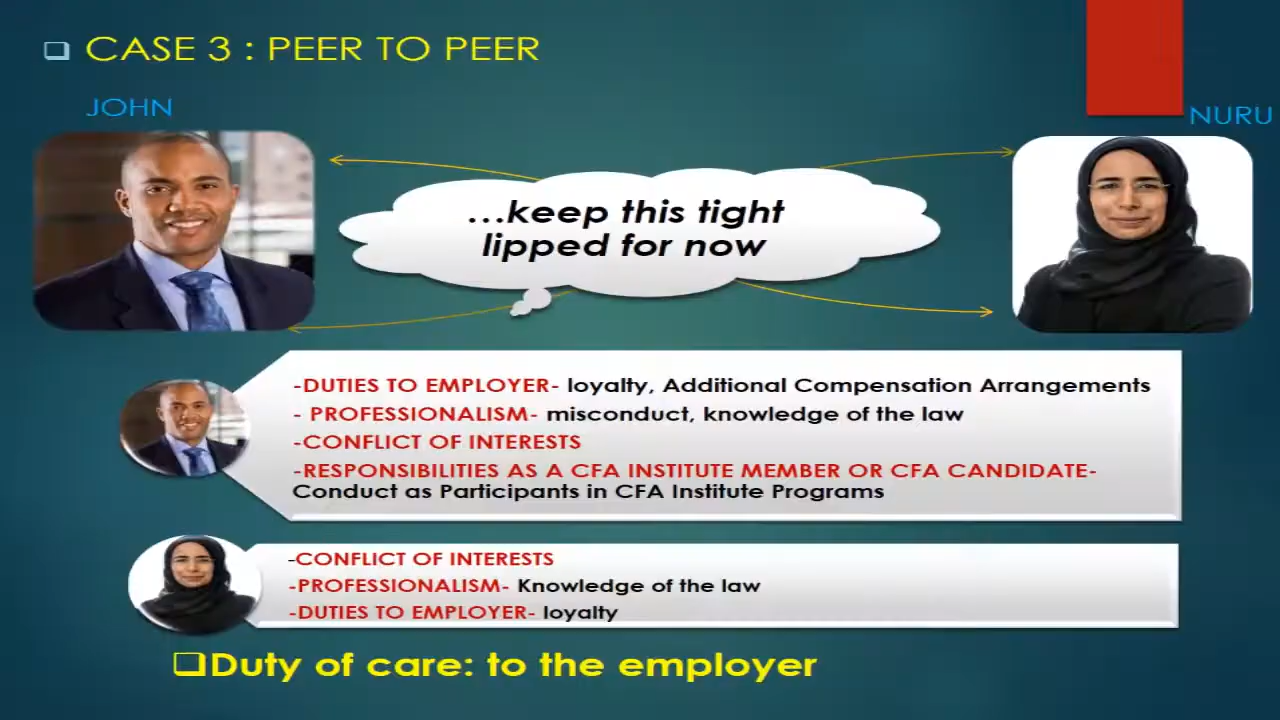 ❑ CASE 3 : PEER TO PEER
JOHN
NURU
...keep this tight
lipped for now
-DUTIES TO EMPLOYER- loyalty, Additional Compensation Arrangements
- PROFESSIONALISM- misconduct, knowledge of the law
-CONFLICT OF INTERESTS
-RESPONSIBILITIES AS A CFA INSTITUTE MEMBER OR CFA CANDIDATE-
Conduct as Participants in CFA Institute Programs
-CONFLICT OF INTERESTS
-PROFESSIONALISM- Knowledge of the law
-DUTIES TO EMPLOYER- loyalty
❑Duty of care: to the employer